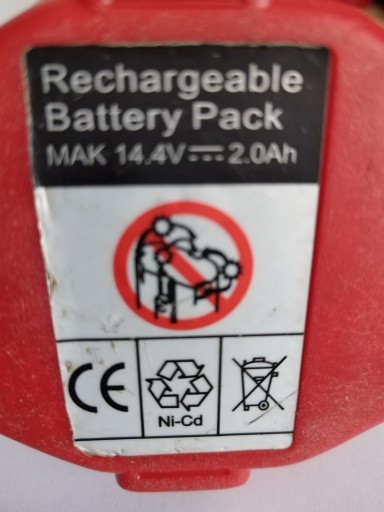 Rechargeable
Battery Pack
MAK 14.4V⎓2.0Ah
CE
Ni-Cd